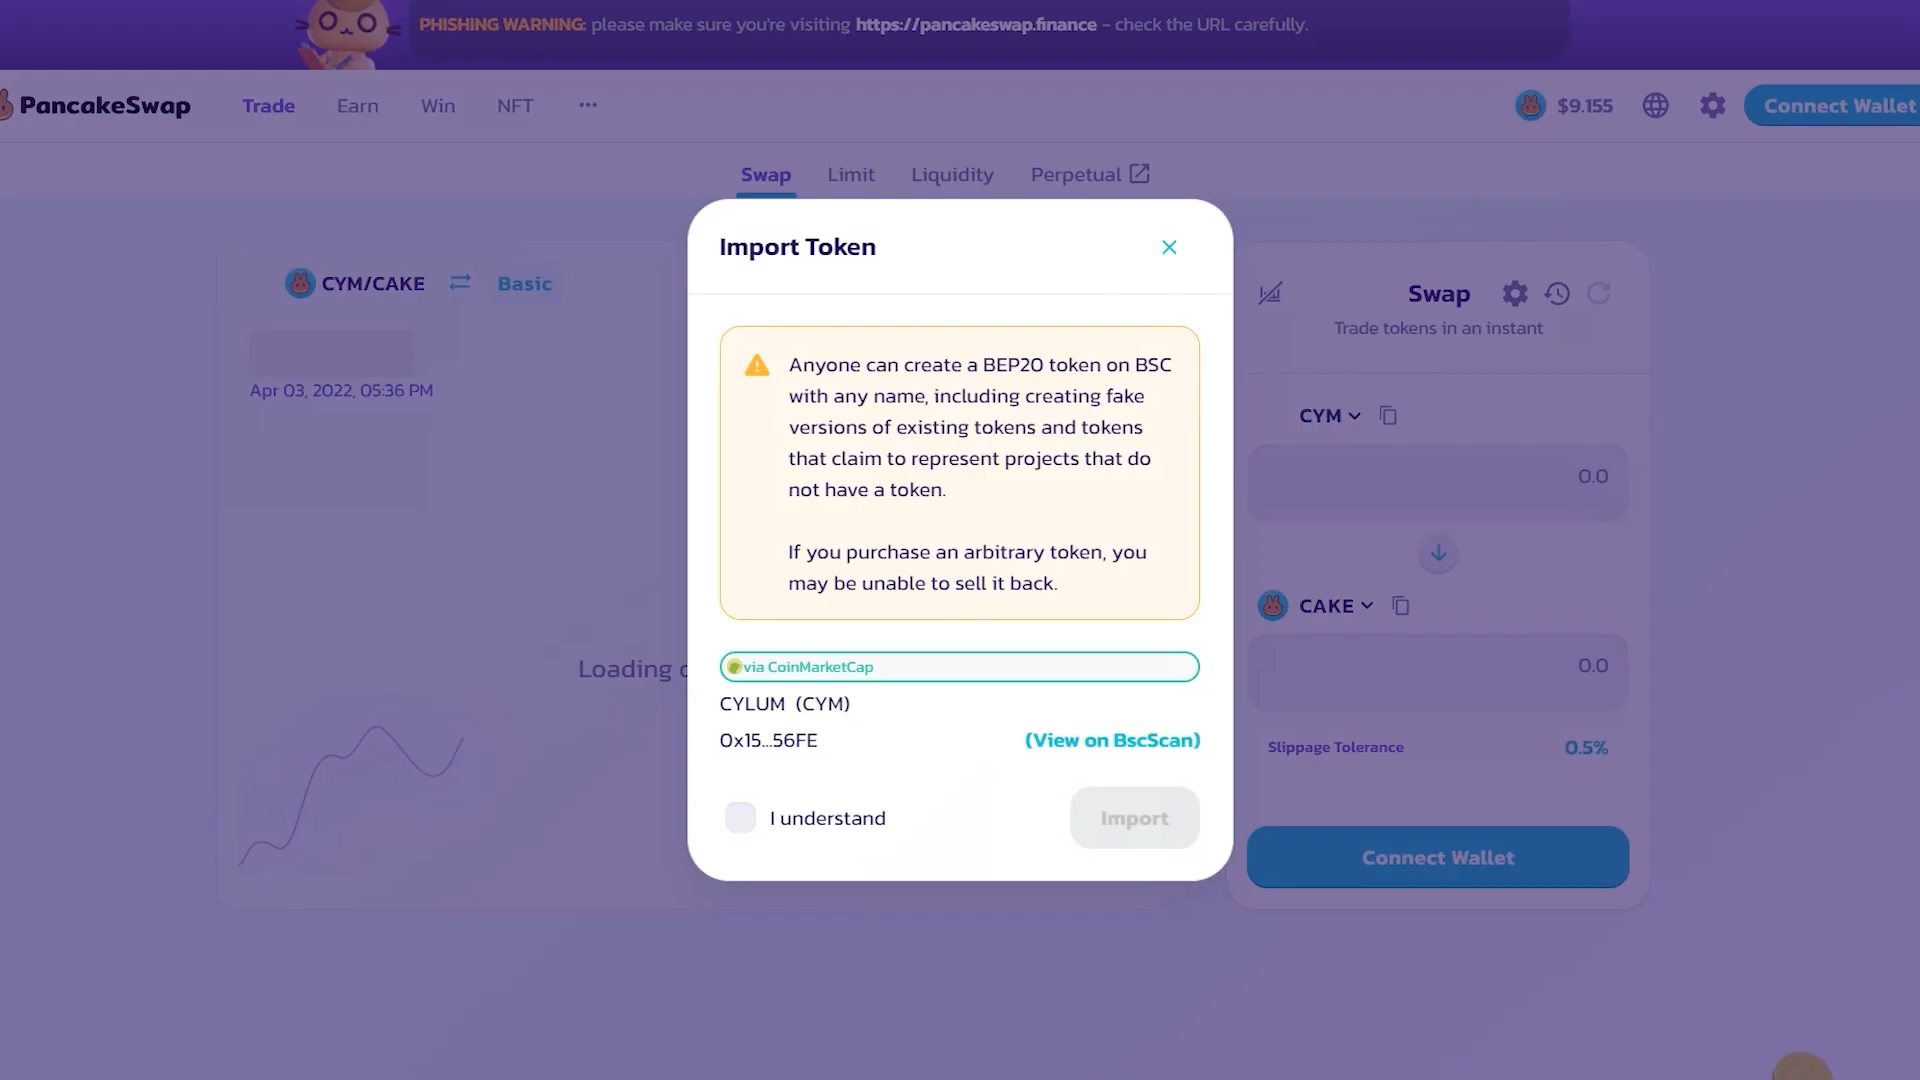 PHISHING WARNING: please make sure you're visiting https://pancakeswap.finance - check the URL carefully.
PancakeSwap
Trade
Earn
Win
NFT
$9.155
Connect Wallet
Swap
Limit
Liquidity
Perpetual
Import Token
CYM/CAKE
Basic
Apr 03, 2022, 05:36 PM
Loading
Anyone can create a BEP20 token on BSC
with any name, including creating fake
versions of existing tokens and tokens
that claim to represent projects that do
not have a token.
If you purchase an arbitrary token, you
may be unable to sell it back.
via CoinMarketCap
CYLUM (CYM)
0x15...56FE
(View on BscScan)
I understand
Import
Swap
Trade tokens in an instant
CYM
0.0
CAKE
0.0
Slippage Tolerance
0.5%
Connect Wallet